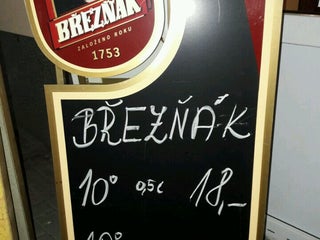 BŘEZŇÁK
ZALOŽENO ROKU
1753
BŘEZŇÁK
10° 0,5l 18,-